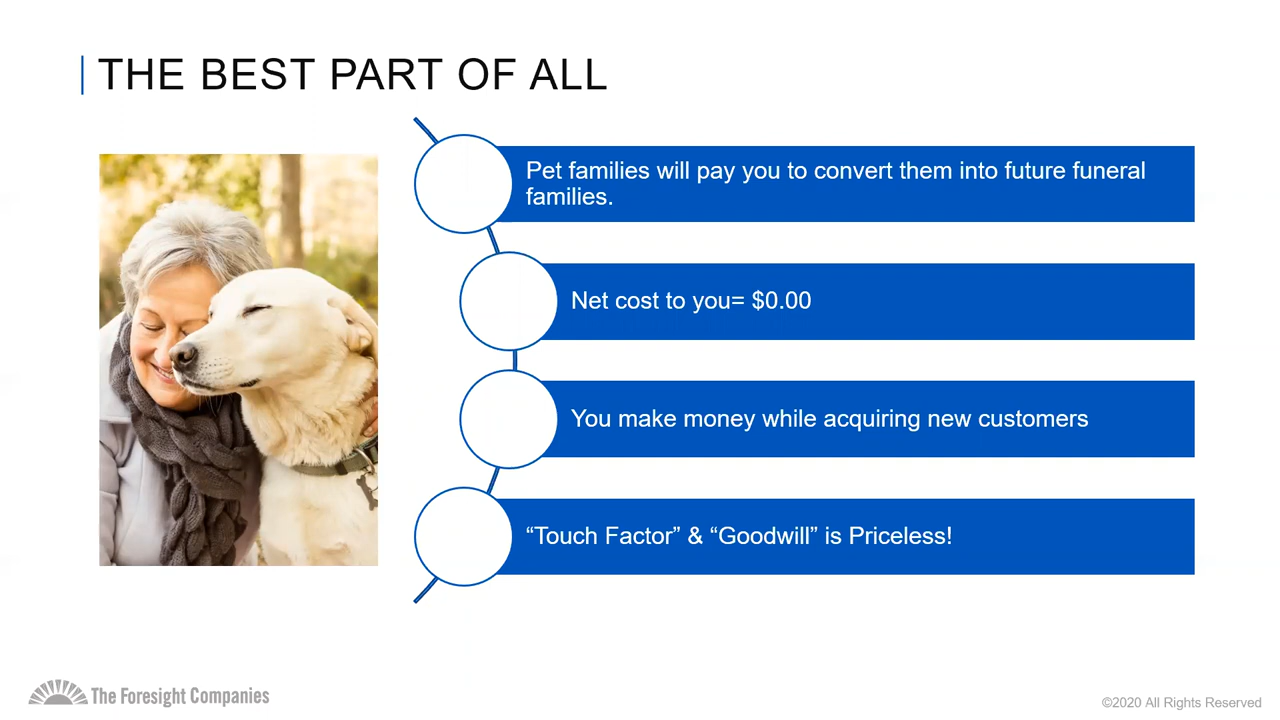 THE BEST PART OF ALL
Pet families will pay you to convert them into future funeral
families.
Net cost to you= $0.00
You make money while acquiring new customers
“Touch Factor” & “Goodwill” is Priceless!
The Foresight Companies
©2020 All Rights Reserved